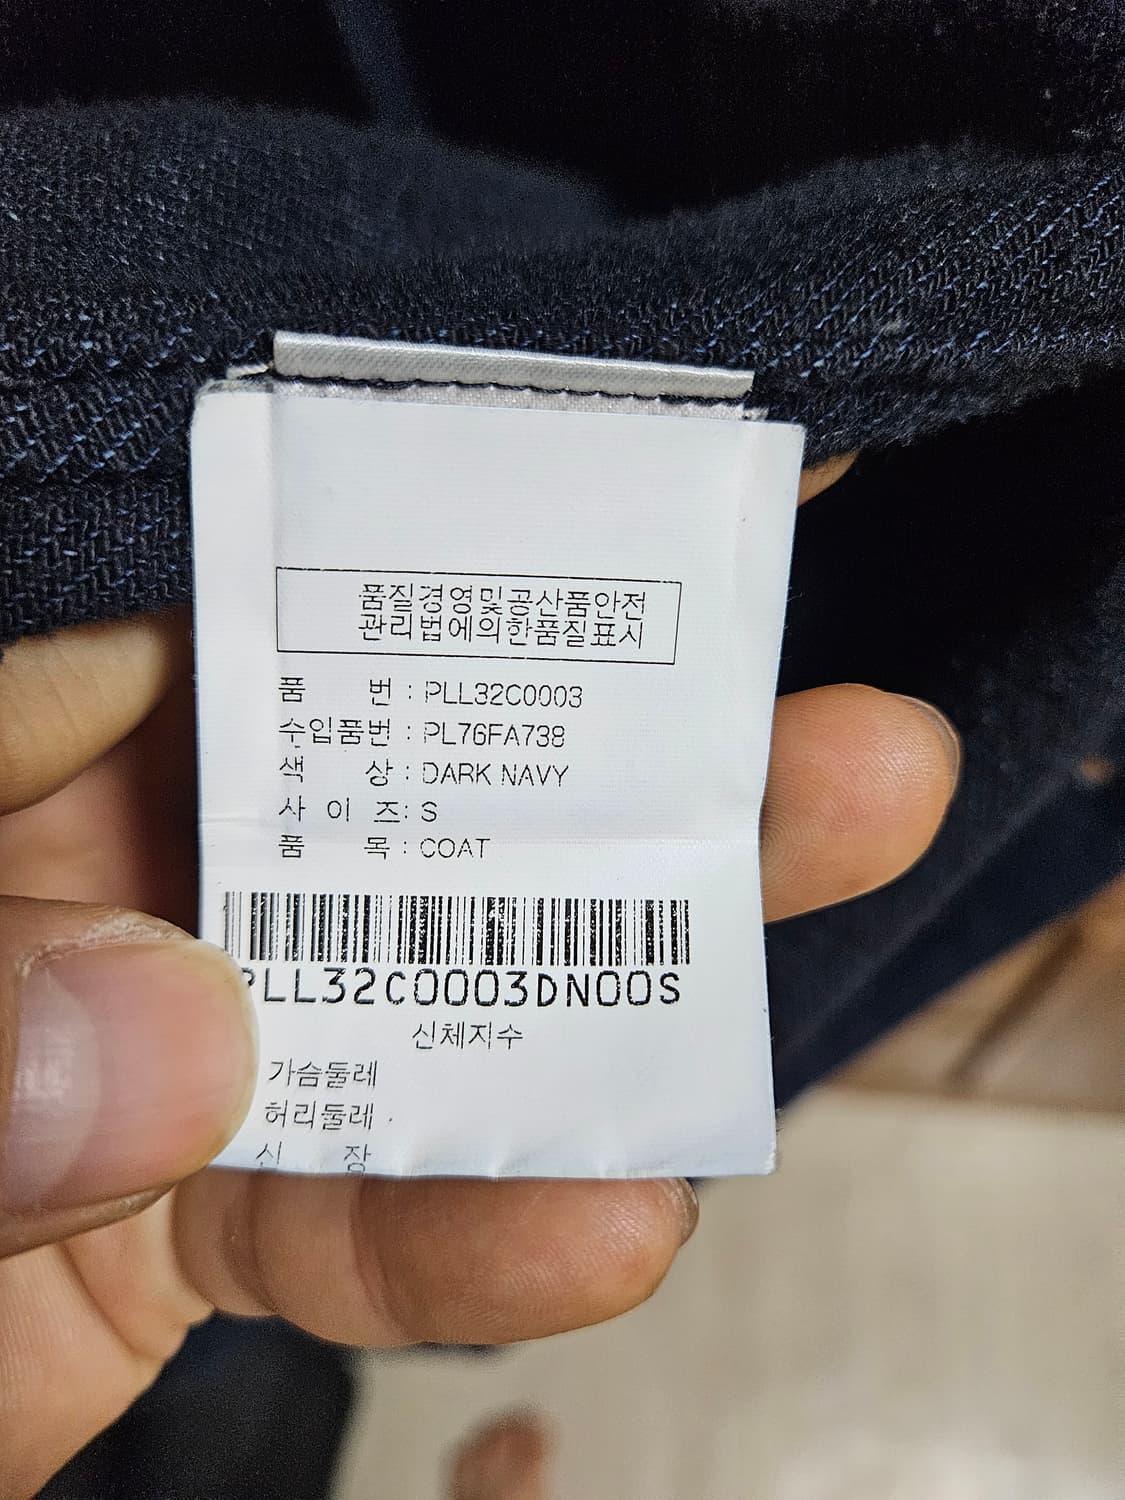 품질경영및공산품안전
관리법에의한품질표시
품 번 : PLL32C0003
수입품번 : PL76FA738
색 상 : DARK NAVY
사 이 즈: S
품 목 : COAT
PLL32C0003DN00S
신체지수
가슴둘레
허리둘레
신 장